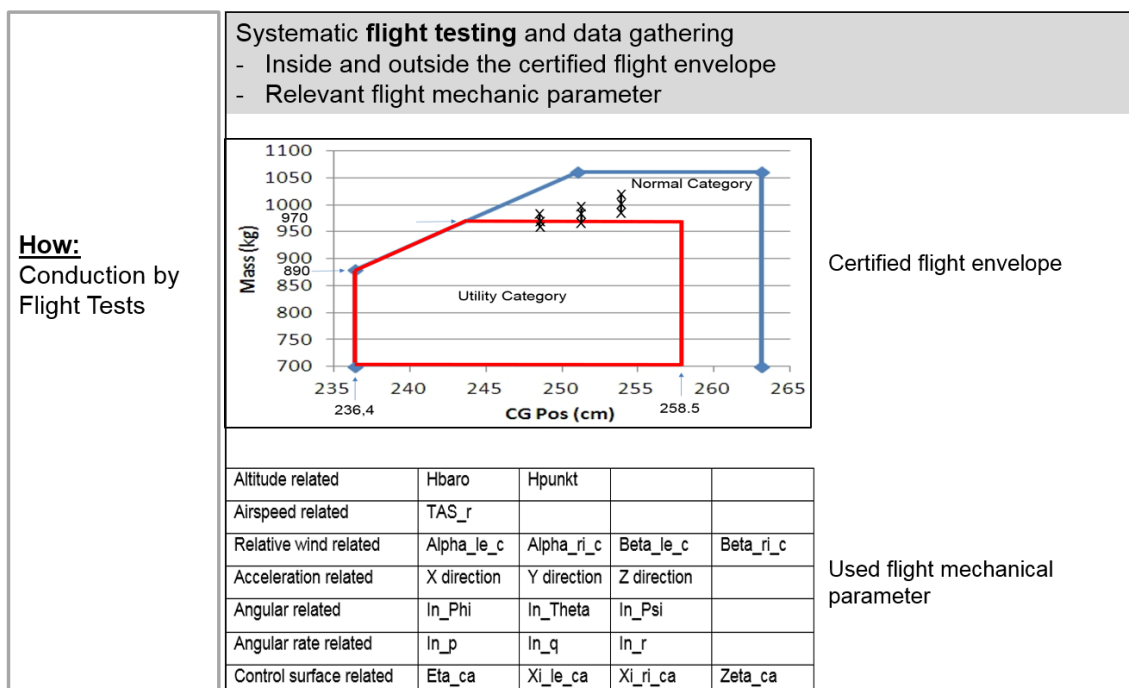 Systematic flight testing and data gathering
- Inside and outside the certified flight envelope
- Relevant flight mechanic parameter
How:
Conduction by
Flight Tests
1100
1050
1000
970
950
900
890
850
800
750
700
Mass (kg)
Normal Category
Utility Category
235 240 245 250 255 260 265
236,4
258.5
CG Pos (cm)
Certified flight envelope
Altitude related Hbaro Hpunkt
Airspeed related TAS_r
Relative wind related Alpha_le_c Alpha_ri_c Beta_le_c Beta_ri_c
Acceleration related X direction Y direction Z direction
Angular related In_Phi In_Theta In_Psi
Angular rate related In_p In_q In_r
Control surface related Eta_ca Xi_le_ca Xi_ri_ca Zeta_ca
Used flight mechanical
parameter